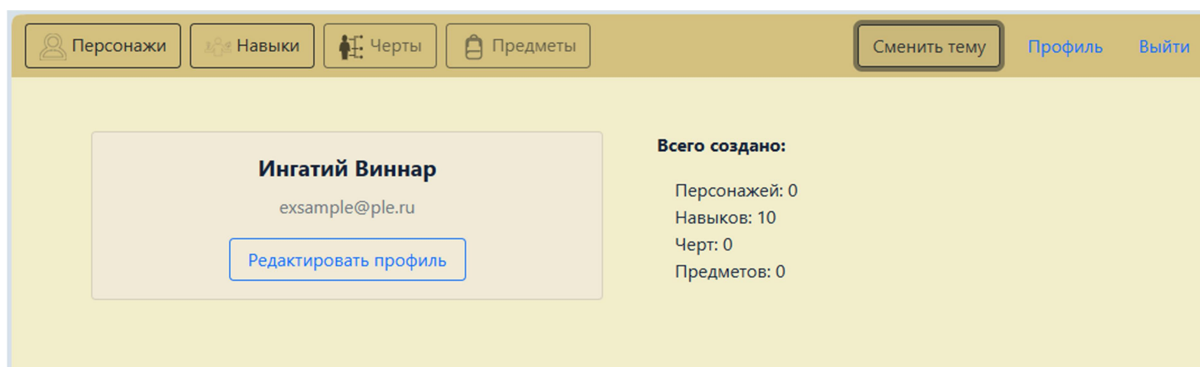 Персонажи Навыки Черты Предметы Сменить тему Профиль Выйти
Ингатий Виннар
exsample@ple.ru
Редактировать профиль
Всего создано:
Персонажей: 0
Навыков: 10
Черт: 0
Предметов: 0